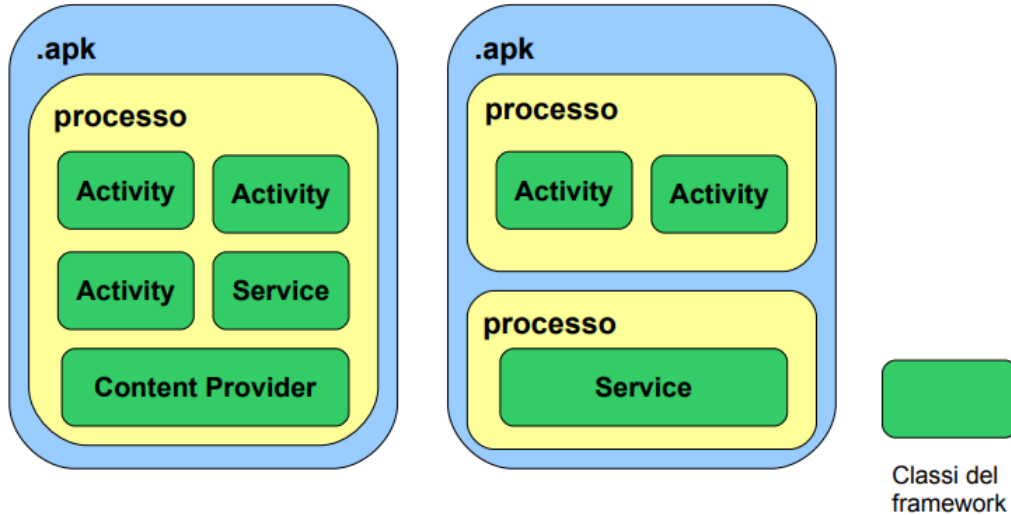 .apk
processo
Activity
Activity
Activity
Service
Content Provider
.apk
processo
Activity
Activity
processo
Service
Classi del
framework